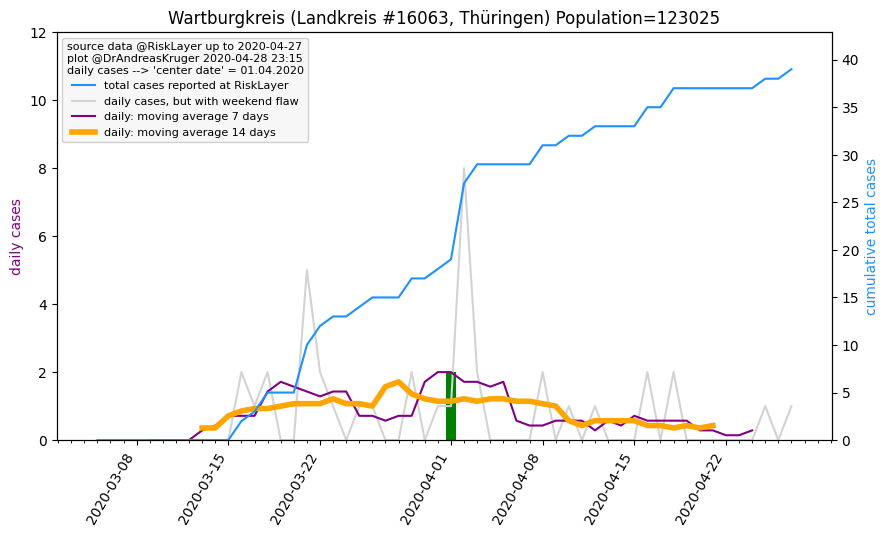 Wartburgkreis (Landkreis #16063, Thüringen) Population=123025
source data @RiskLayer up to 2020-04-27
plot @DrAndreasKruger 2020-04-28 23:15
daily cases --> 'center date' = 01.04.2020
total cases reported at RiskLayer
daily cases, but with weekend flaw
daily: moving average 7 days
daily: moving average 14 days
daily cases
12
10
8
6
4
2
0
cumulative total cases
40
35
30
25
20
15
10
5
0
2020-03-08
2020-03-15
2020-03-22
2020-04-01
2020-04-08
2020-04-15
2020-04-22